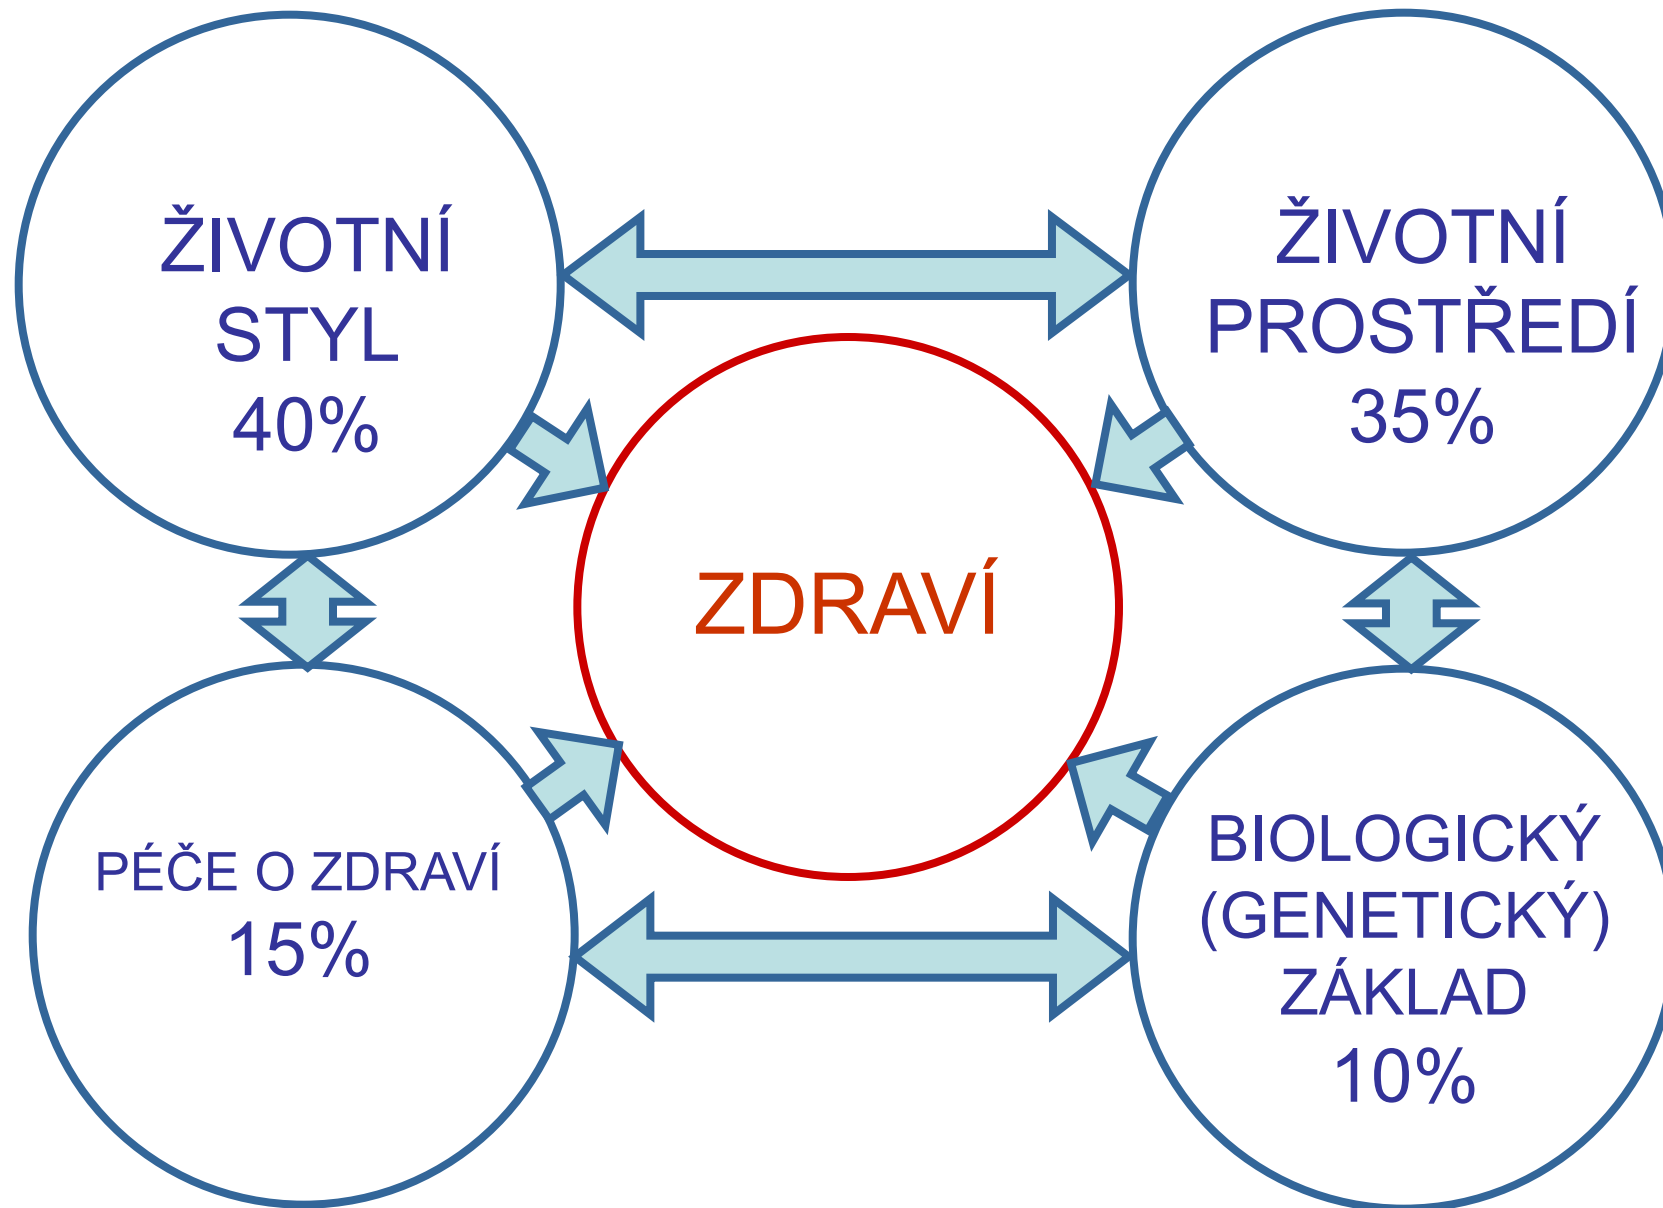 ŽIVOTNÍ
STYL
40%
ŽIVOTNÍ
PROSTŘEDÍ
35%
ZDRAVÍ
PÉČE O ZDRAVÍ
15%
BIOLOGICKÝ
(GENETICKÝ)
ZÁKLAD
10%